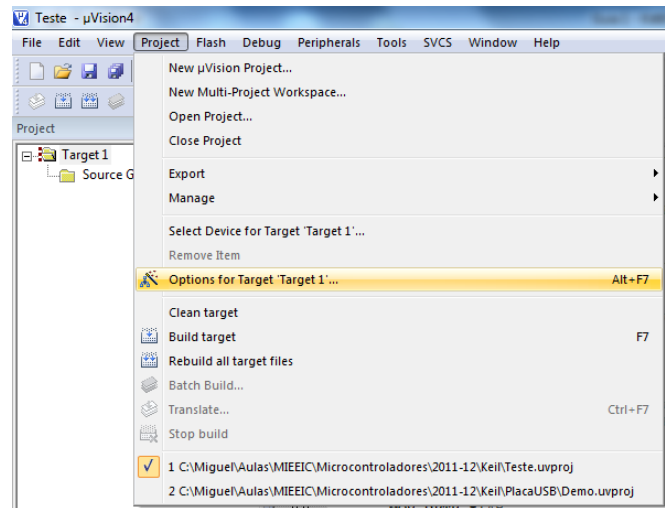 Teste - µVision4
File Edit View Project Flash Debug Peripherals Tools SVCS Window Help
New µVision Project...
New Multi-Project Workspace...
Project
Open Project...
Close Project
Target 1
Source G
Export
Manage
Select Device for Target 'Target 1'...
Remove Item
Options for Target 'Target 1'... Alt+F7
Clean target
Build target F7
Rebuild all target files
Batch Build...
Translate... Ctrl+F7
Stop build
1 C:\Miguel\Aulas\MIEEIC\Microcontroladores\2011-12\Keil\Teste.uvproj
2 C:\Miguel\Aulas\MIEEIC\Microcontroladores\2011-12\Keil\PlacaUSB\Demo.uvproj